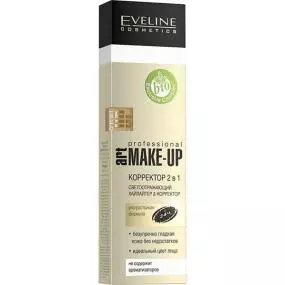 EVELINE
COSMETICS
bio
professional
art MAKE-UP
КОРРЕКТОР 2 в 1
СВЕТООТРАЖАЮЩИЙ
ХАЙЛАЙТЕР & КОРРЕКТОР
формула
• безупречно гладкая
кожа без недостатков
• идеальный цвет лица
не содержит
ароматизаторов